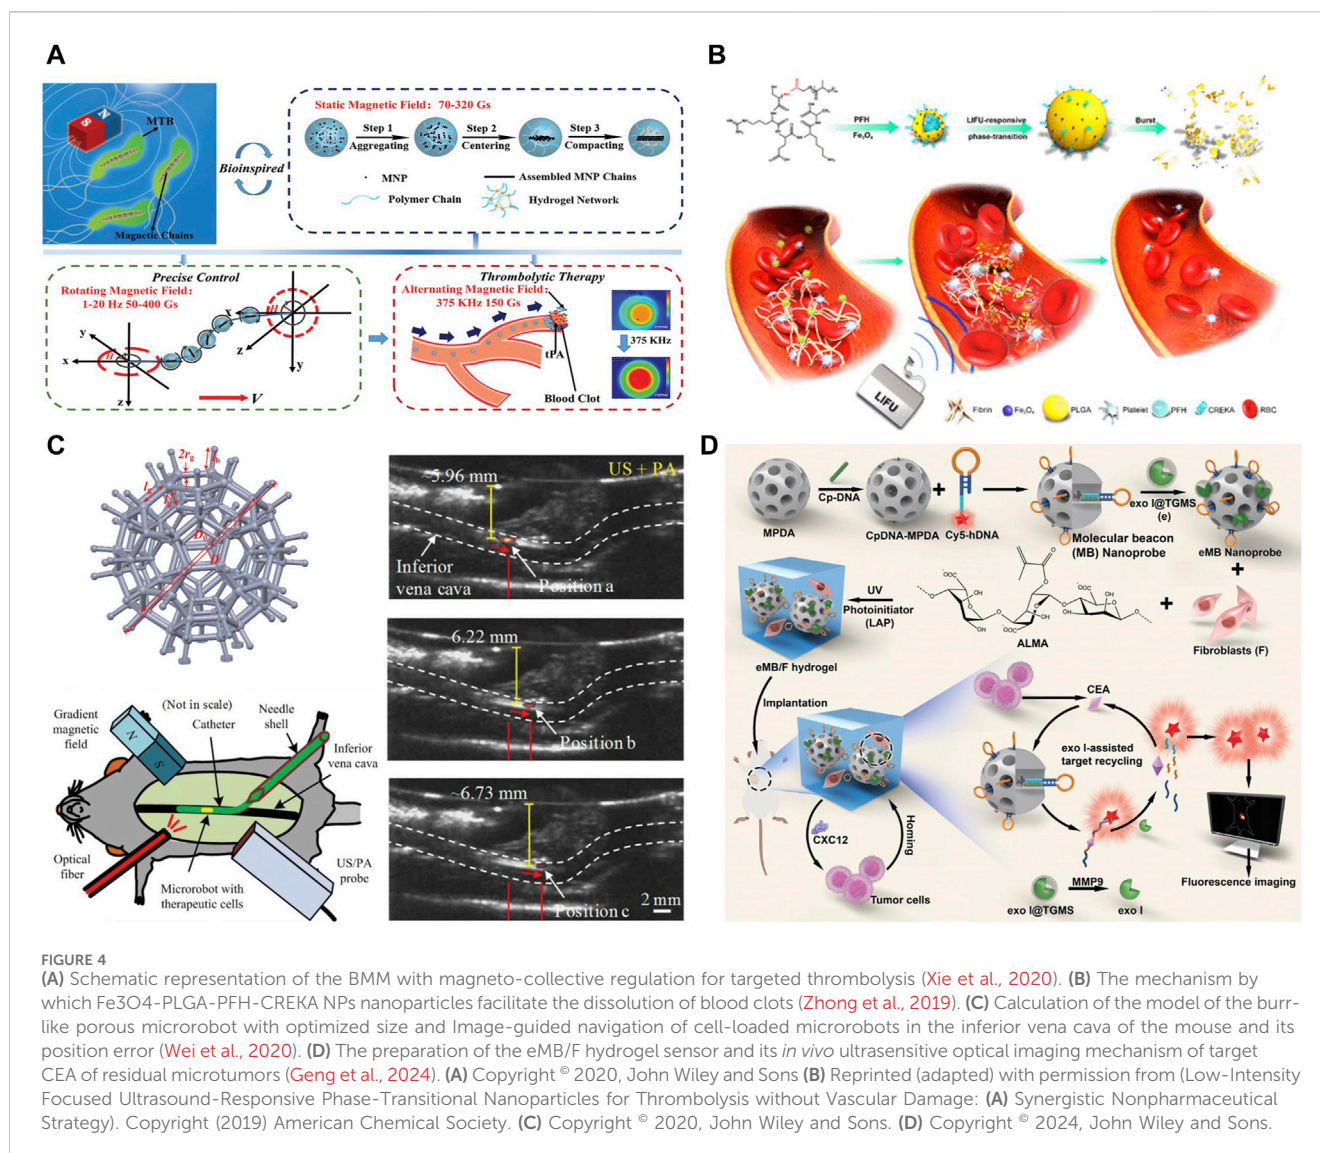 A
N
S
MTB
Magnetic Chains
Bioinspired
Static Magnetic Field: 70-320 Gs
Step 1
Aggregating
Step 2
Centering
Step 3
Compacting
MNP
Assembled MNP Chains
Polymer Chain
Hydrogel Network
Precise Control
Rotating Magnetic Field:
1-20 Hz 50-400 Gs
y
x
z
H
x
z
y
H
V
Thrombolytic Therapy
Alternating Magnetic Field:
375 KHz 150 Gs
tPA
Blood Clot
375 KHz
B
PFH
Fe₃O₄
LIFU-responsive
phase-transition
Burst
LIFU
Fibrin
Fe₃O₄
PLGA
Platelet
PFH
CREKA
RBC
C
2rg
lb
D
Gradient
magnetic
field
N
S
(Not in scale)
Catheter
Needle
shell
Inferior
vena cava
Optical
fiber
Microrobot with
therapeutic cells
US/PA
probe
US + PA
~5.96 mm
Inferior
vena cava
Position a
~6.22 mm
Position b
~6.73 mm
Position c
2 mm
D
MPDA
Cp-DNA
CpDNA-MPDA
Cy5-hDNA
Molecular beacon
(MB) Nanoprobe
exo I@TGMS
(e)
eMB Nanoprobe
Fibroblasts (F)
ALMA
UV
Photoinitiator
(LAP)
eMB/F hydrogel
Implantation
CXC12
Homing
Tumor cells
CEA
exo I-assisted
target recycling
MMP9
exo I@TGMS
exo I
Fluorescence imaging
FIGURE 4
(A) Schematic representation of the BMM with magneto-collective regulation for targeted thrombolysis (Xie et al., 2020). (B) The mechanism by
which Fe3O4-PLGA-PFH-CREKA NPs nanoparticles facilitate the dissolution of blood clots (Zhong et al., 2019). (C) Calculation of the model of the burr-
like porous microrobot with optimized size and Image-guided navigation of cell-loaded microrobots in the inferior vena cava of the mouse and its
position error (Wei et al., 2020). (D) The preparation of the eMB/F hydrogel sensor and its in vivo ultrasensitive optical imaging mechanism of target
CEA of residual microtumors (Geng et al., 2024). (A) Copyright © 2020, John Wiley and Sons (B) Reprinted (adapted) with permission from (Low-Intensity
Focused Ultrasound-Responsive Phase-Transitional Nanoparticles for Thrombolysis without Vascular Damage: (A) Synergistic Nonpharmaceutical
Strategy). Copyright (2019) American Chemical Society. (C) Copyright © 2020, John Wiley and Sons. (D) Copyright © 2024, John Wiley and Sons.